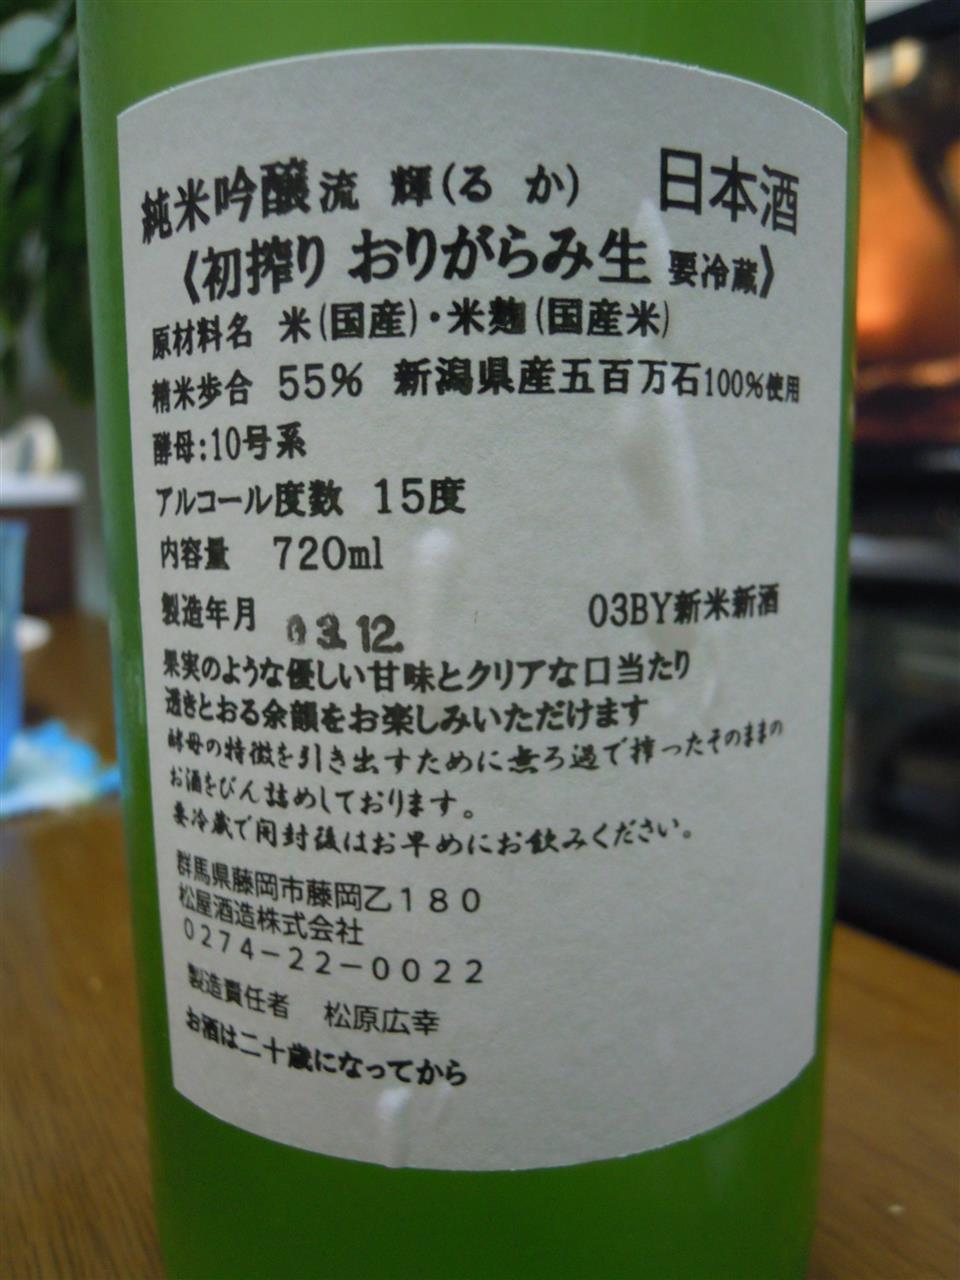 純米吟醸 流 輝(る か) 日本酒
《初搾り おりがらみ生 要冷蔵》
原材料名 米(国産)・米麹(国産米)
精米歩合 55% 新潟県産五百万石100%使用
酵母:10号系
アルコール度数 15度
内容量 720ml
製造年月 03.12. 03BY新米新酒
果実のような優しい甘味とクリアな口当たり
透きとおる余韻をお楽しみいただけます
酵母の特徴を引き出すために無ろ過で搾ったそのままの
お酒をびん詰めしております。
要冷蔵で開封後はお早めにお飲みください。
群馬県藤岡市藤岡乙180
松屋酒造株式会社
0274-22-0022
製造責任者 松原広幸
お酒は二十歳になってから